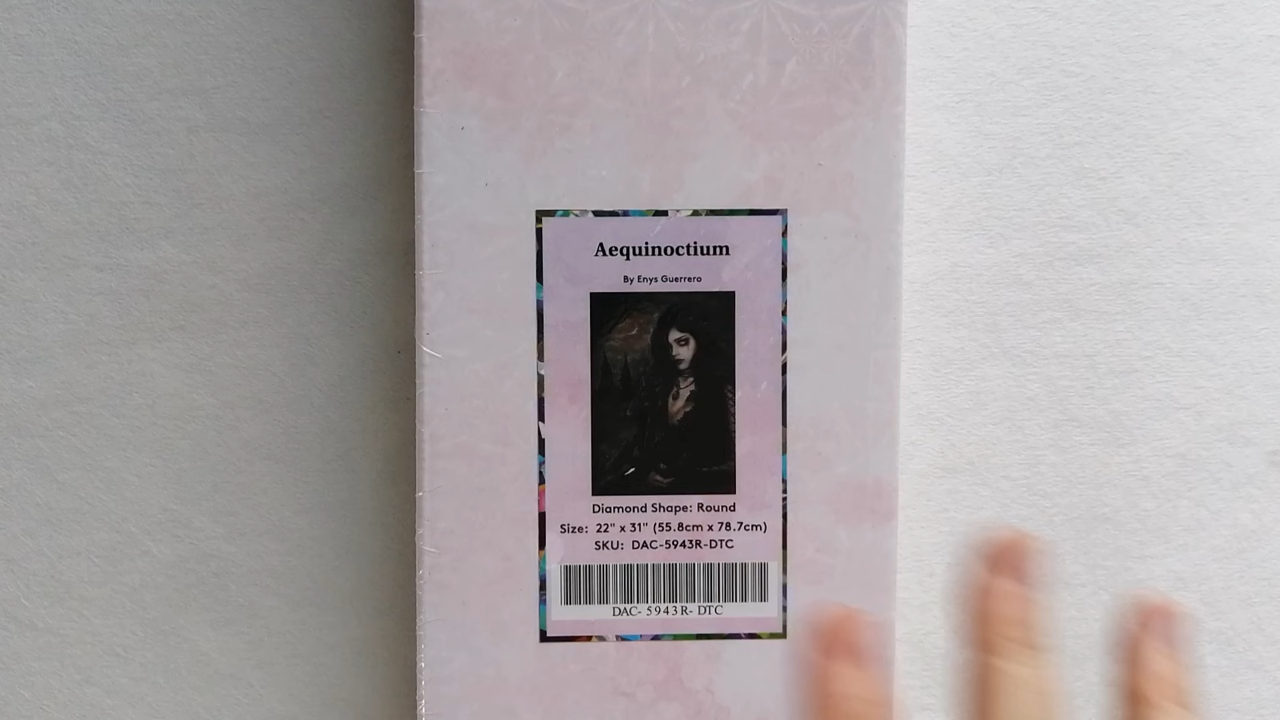 Aequinoctium
By Enys Guerrero
Diamond Shape: Round
Size: 22" x 31" (55.8cm x 78.7cm)
SKU: DAC-5943R-DTC
DAC- 5943R- DTC